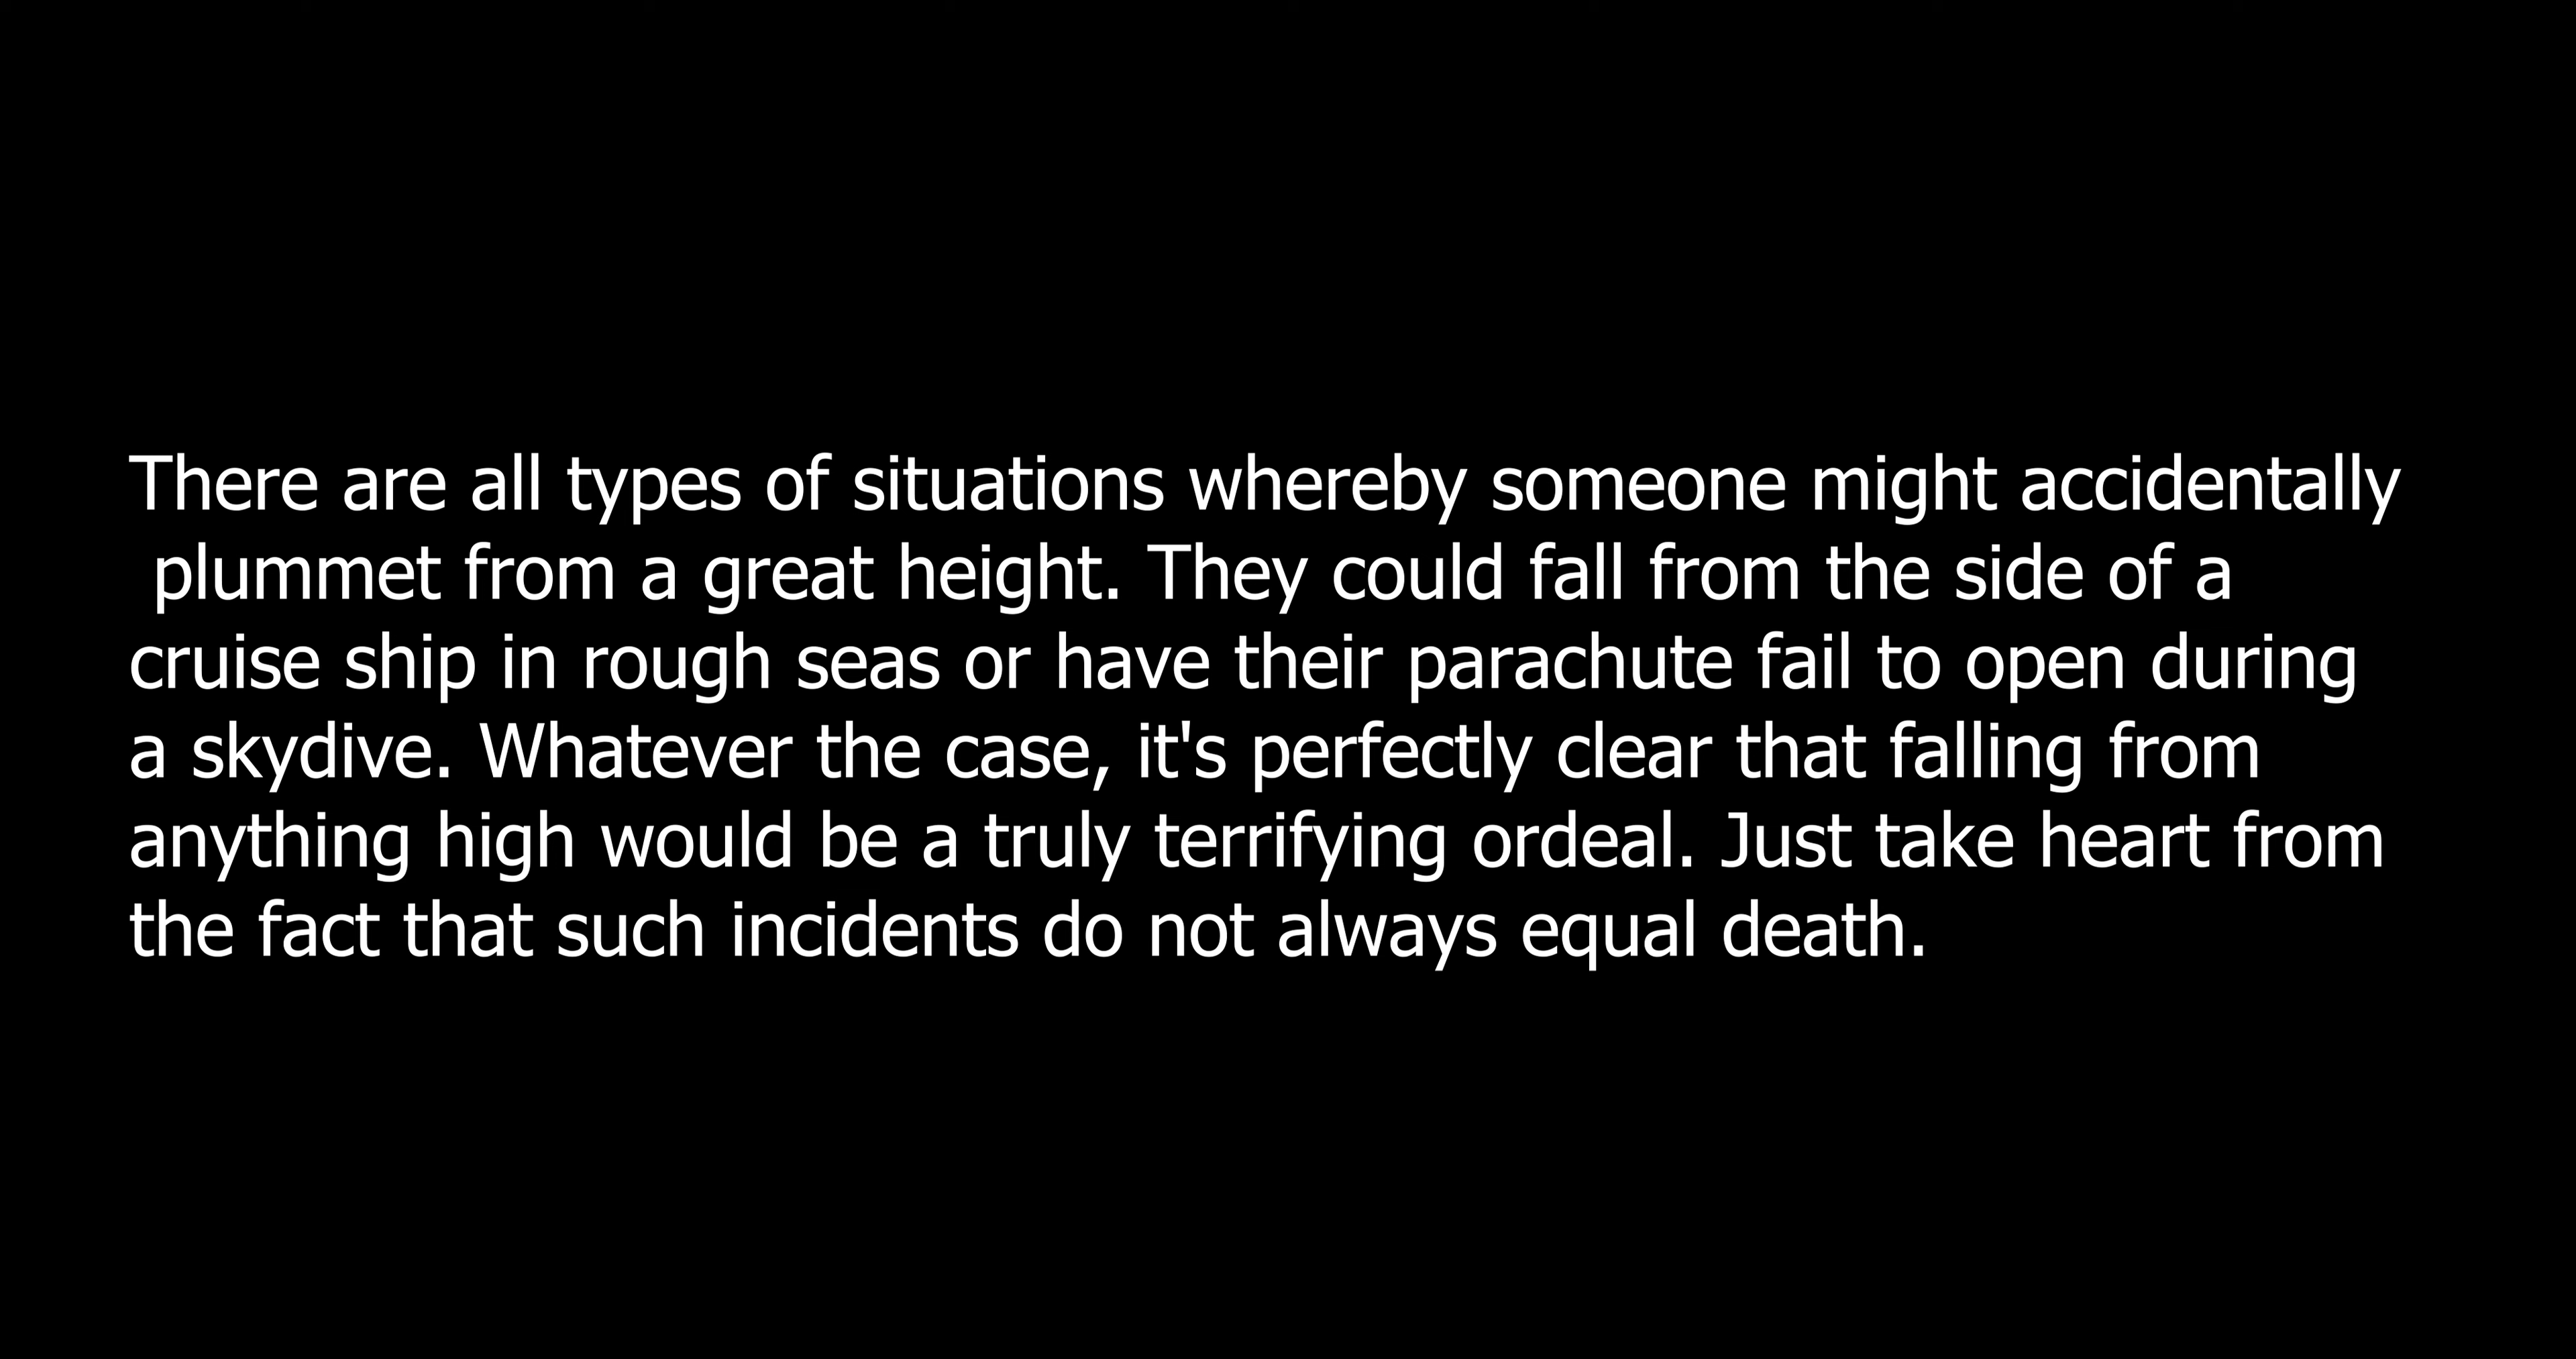 There are all types of situations whereby someone might accidentally
plummet from a great height. They could fall from the side of a
cruise ship in rough seas or have their parachute fail to open during
a skydive. Whatever the case, it's perfectly clear that falling from
anything high would be a truly terrifying ordeal. Just take heart from
the fact that such incidents do not always equal death.